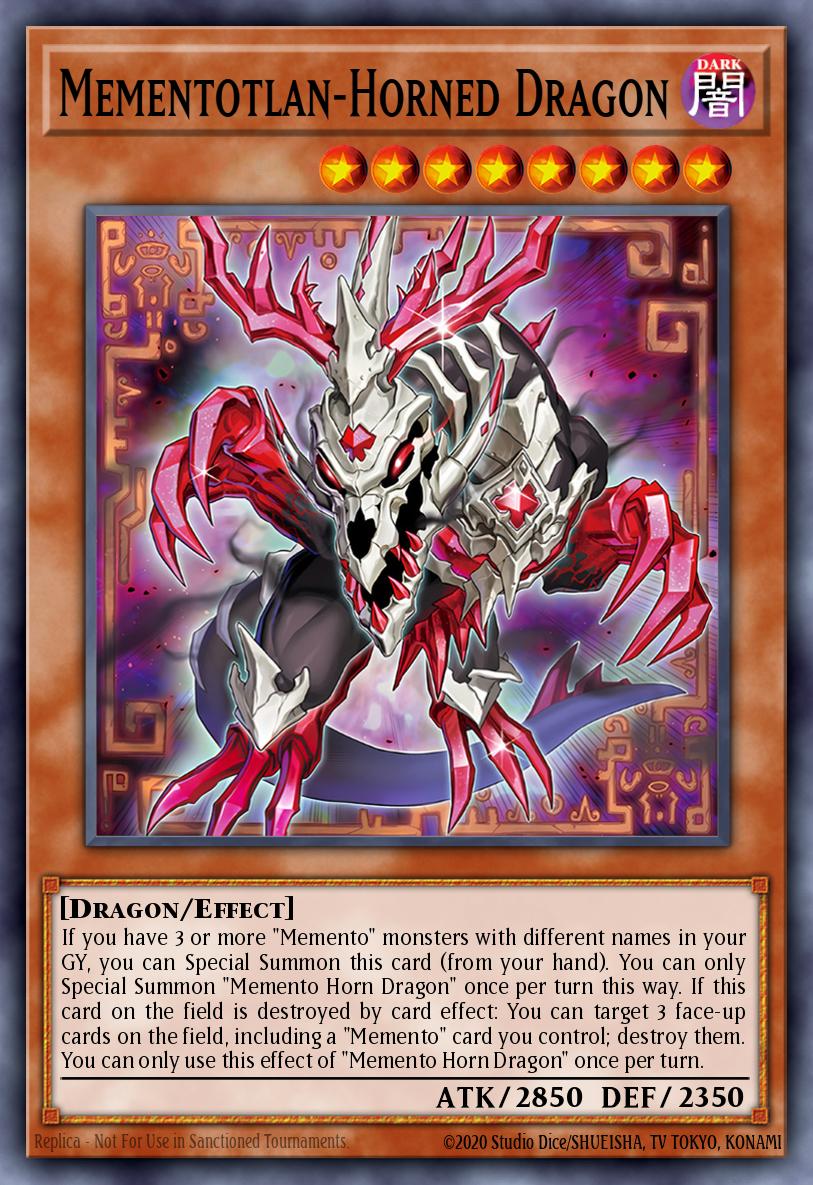 Mementotlan-Horned Dragon
DARK
闇
[Dragon/Effect]
If you have 3 or more "Memento" monsters with different names in your
GY, you can Special Summon this card (from your hand). You can only
Special Summon "Memento Horn Dragon" once per turn this way. If this
card on the field is destroyed by card effect: You can target 3 face-up
cards on the field, including a "Memento" card you control; destroy them.
You can only use this effect of "Memento Horn Dragon" once per turn.
ATK/2850 DEF/2350
Replica - Not For Use in Sanctioned Tournaments.
©2020 Studio Dice/SHUEISHA, TV TOKYO, KONAMI